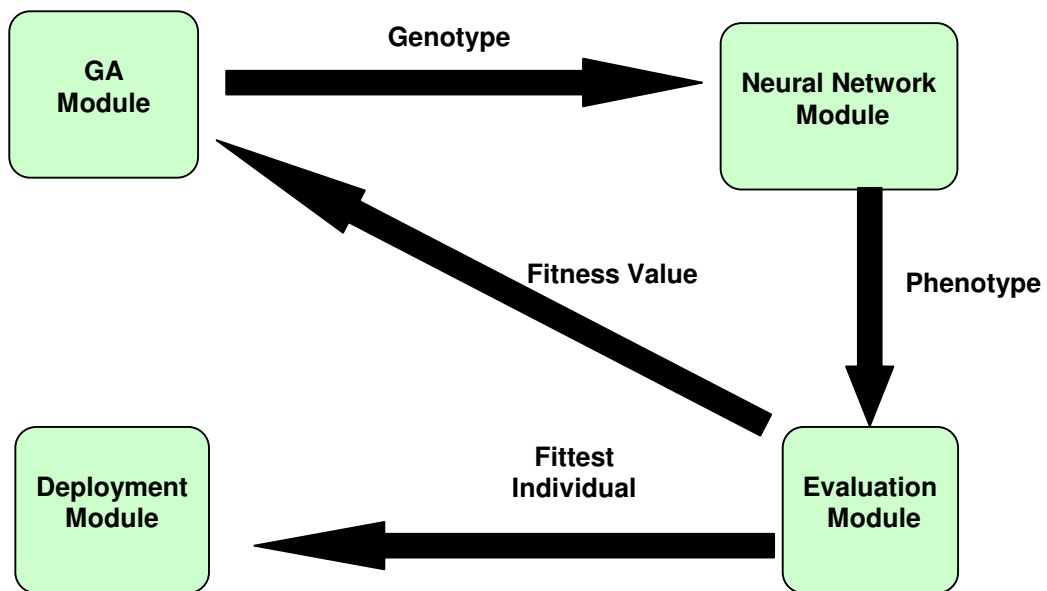 Genotype
GA
Module
Neural Network
Module
Fitness Value
Phenotype
Fittest
Individual
Deployment
Module
Evaluation
Module